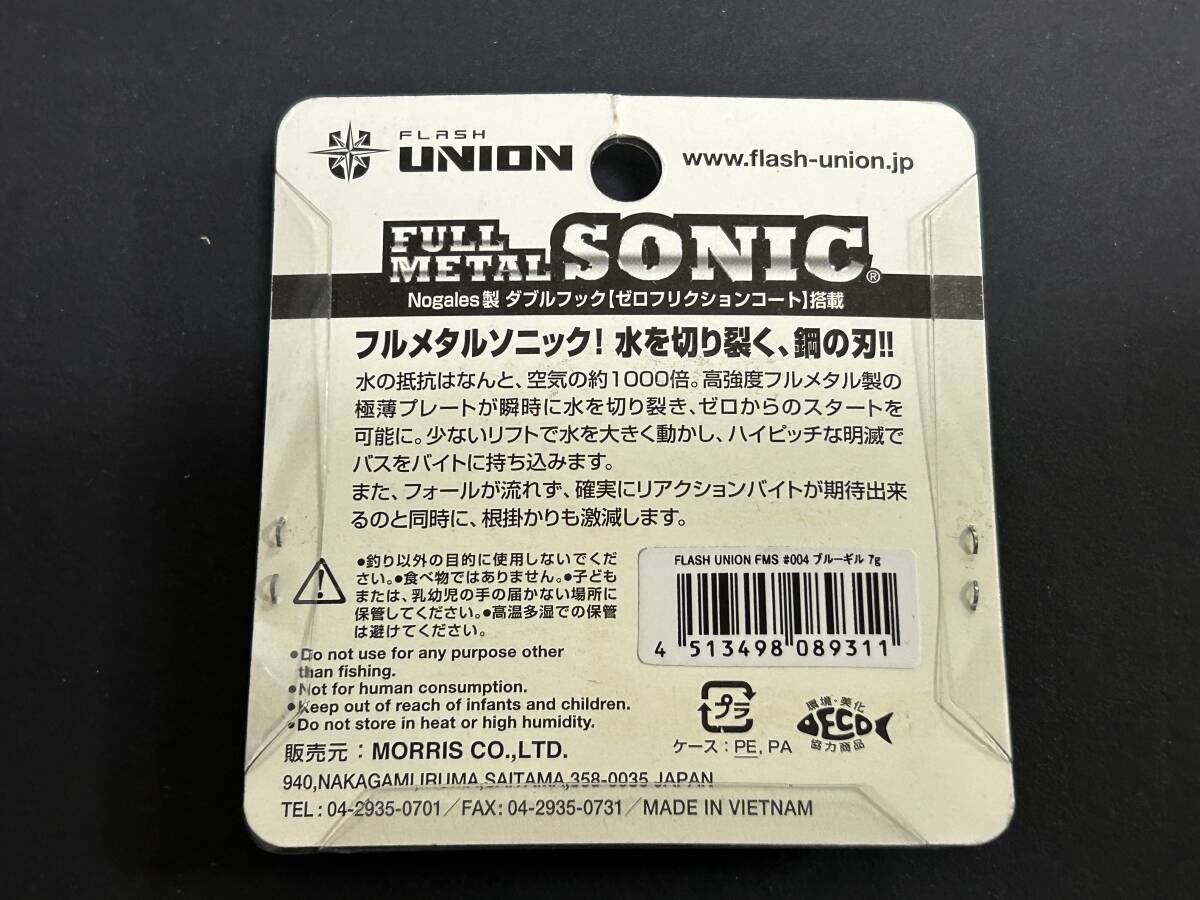 FLASH
UNION
www.flash-union.jp
FULL
METAL SONIC®
Nogales製 ダブルフック【ゼロフリクションコート】搭載
フルメタルソニック！水を切り裂く、鋼の刃!!
水の抵抗はなんと、空気の約1000倍。高強度フルメタル製の
極薄プレートが瞬時に水を切り裂き、ゼロからのスタートを
可能に。少ないリフトで水を大きく動かし、ハイピッチな明滅で
バスをバイトに持ち込みます。
また、フォールが流れず、確実にリアクションバイトが期待出来
るのと同時に、根掛かりも激減します。
●釣り以外の目的に使用しないでくだ
さい。●食べ物ではありません。●子ども
または、乳幼児の手の届かない場所に
保管してください。●高温多湿での保管
は避けてください。
●Do not use for any purpose other
than fishing.
●Not for human consumption.
●Keep out of reach of infants and children.
●Do not store in heat or high humidity.
FLASH UNION FMS #004 ブルーギル 7g
4 513498 089311
プラ
ケース：PE, PA
環境・美化
ECO
協力商品
販売元：MORRIS CO.,LTD.
940,NAKAGAMI,IRUMA,SAITAMA,358-0035 JAPAN
TEL：04-2935-0701／FAX：04-2935-0731／MADE IN VIETNAM